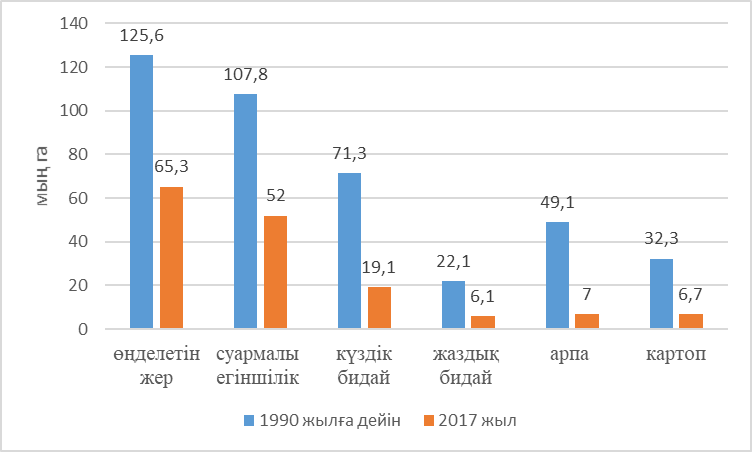 мың га
140
120
100
80
60
40
20
0
125,6
65,3
107,8
52
71,3
19,1
22,1
6,1
49,1
7
32,3
6,7
өңделетін
жер
суармалы
егіншілік
күздік
бидай
жаздық
бидай
арпа
картоп
1990 жылға дейін
2017 жыл